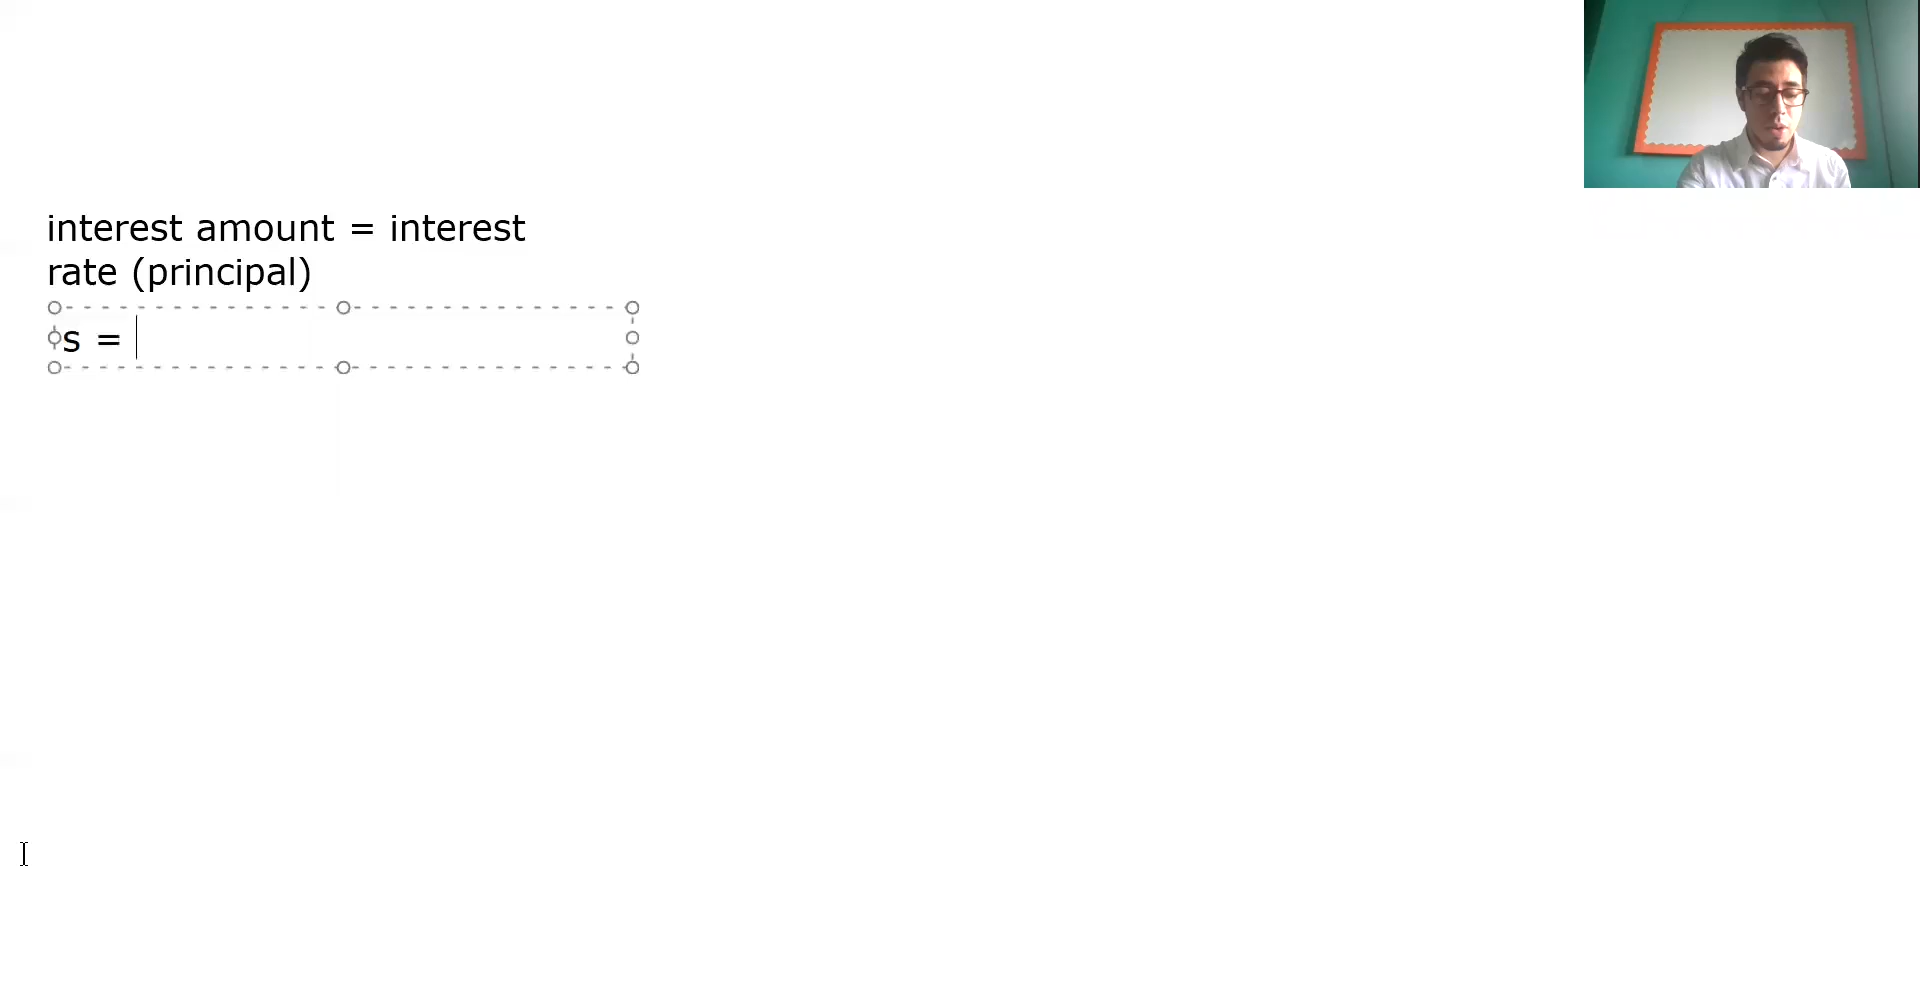 interest amount = interest
rate (principal)
s =